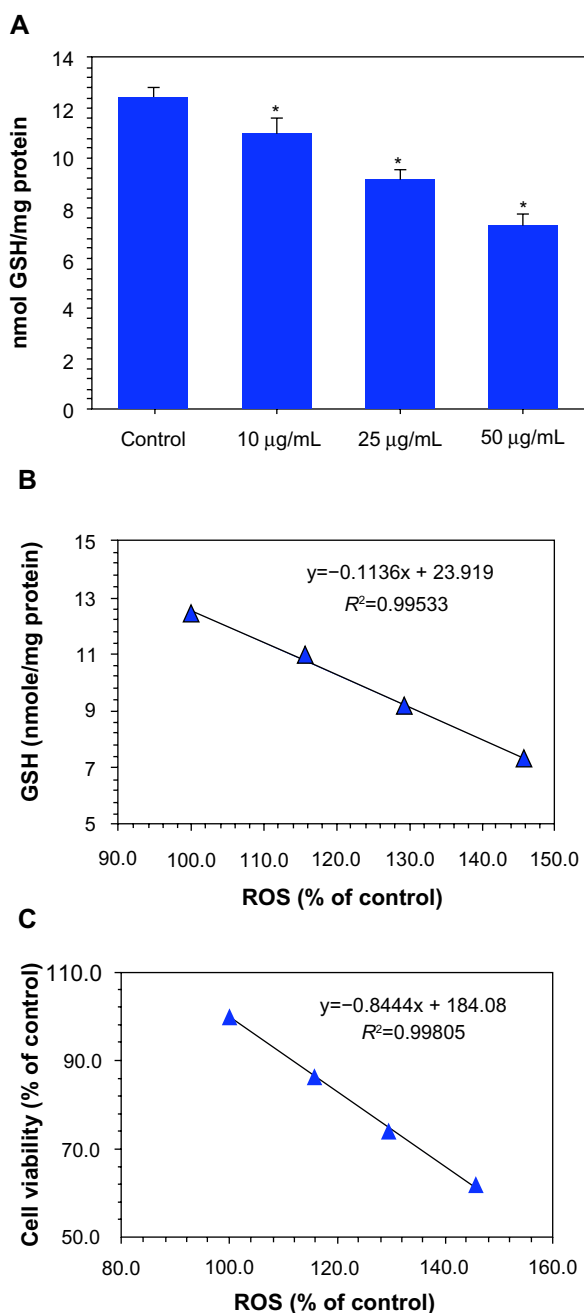 A
14
12
10
8
6
4
2
0
nmol GSH/mg protein
*
*
*
Control 10 µg/mL 25 µg/mL 50 µg/mL
B
15
13
11
9
7
5
GSH (nmole/mg protein)
y=−0.1136x + 23.919
R²=0.99533
90.0 100.0 110.0 120.0 130.0 140.0 150.0
ROS (% of control)
C
110.0
90.0
70.0
50.0
Cell viability (% of control)
y=−0.8444x + 184.08
R²=0.99805
80.0 100.0 120.0 140.0 160.0
ROS (% of control)